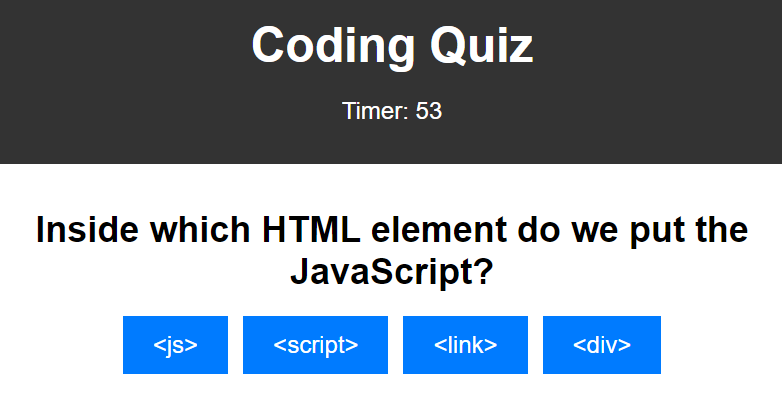 Coding Quiz
Timer: 53
Inside which HTML element do we put the
JavaScript?
<js> <script> <link> <div>